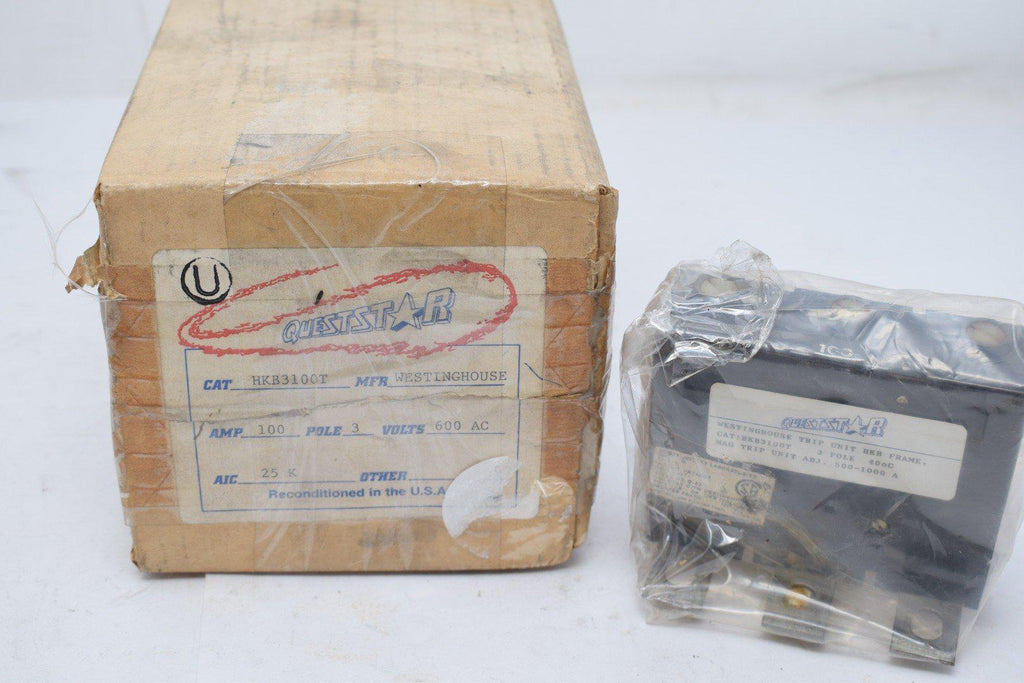 U
QUESTSTAR
CAT HKB3100T MFR WESTINGHOUSE
AMP 100 POLE 3 VOLTS 600 AC
AIC 25 K OTHER
Reconditioned in the U.S.A
100
QUESTSTAR
WESTINGHOUSE TRIP UNIT HKB FRAME,
CAT:HKB3100T 3 POLE 600C
MAG TRIP UNIT ADJ. 500-1000 A